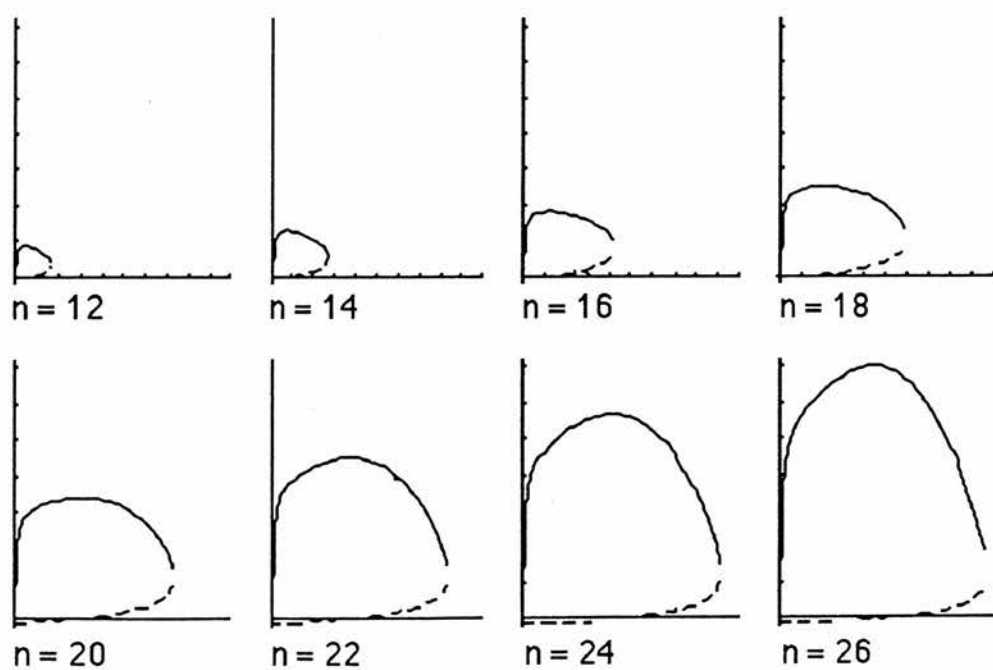 n = 12
n = 14
n = 16
n = 18
n = 20
n = 22
n = 24
n = 26